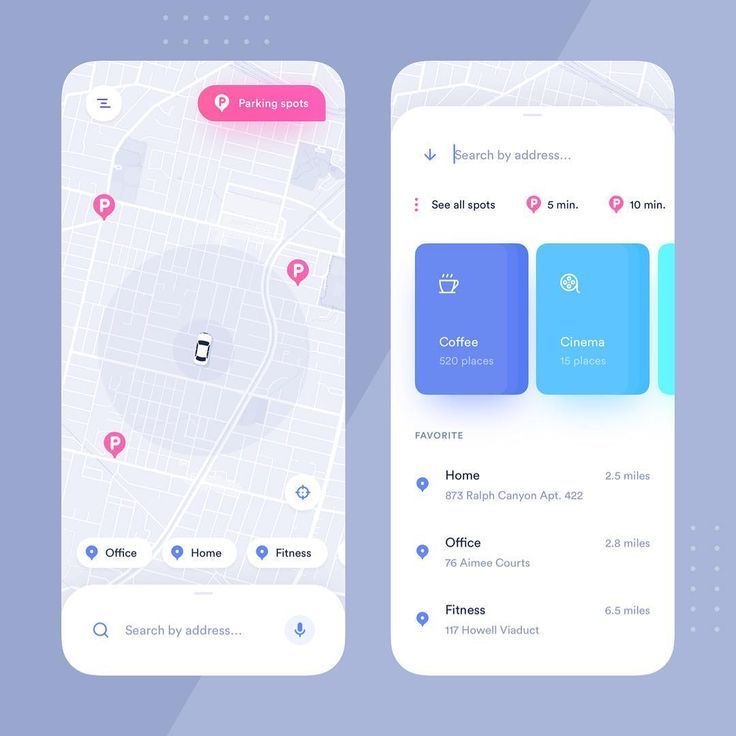 P Parking spots
P
P
P
Office
Home
Fitness
Search by address...
Search by address...
See all spots
P 5 min.
P 10 min.
Coffee
520 places
Cinema
15 places
FAVORITE
Home
2.5 miles
873 Ralph Canyon Apt. 422
Office
2.8 miles
76 Aimee Courts
Fitness
6.5 miles
117 Howell Viaduct